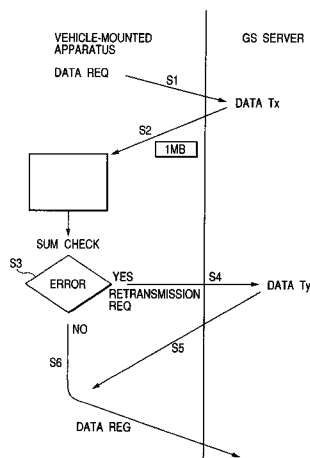 VEHICLE-MOUNTED
APPARATUS
GS SERVER
DATA REQ
S1
DATA Tx
S2
1MB
SUM CHECK
S3
ERROR
YES
S4
RETRANSMISSION
REQ
DATA Ty
NO
S5
S6
DATA REG